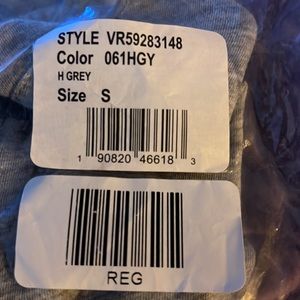 STYLE VR59283148
Color 061HGY
H GREY
Size S
1 90820 46618 3
REG